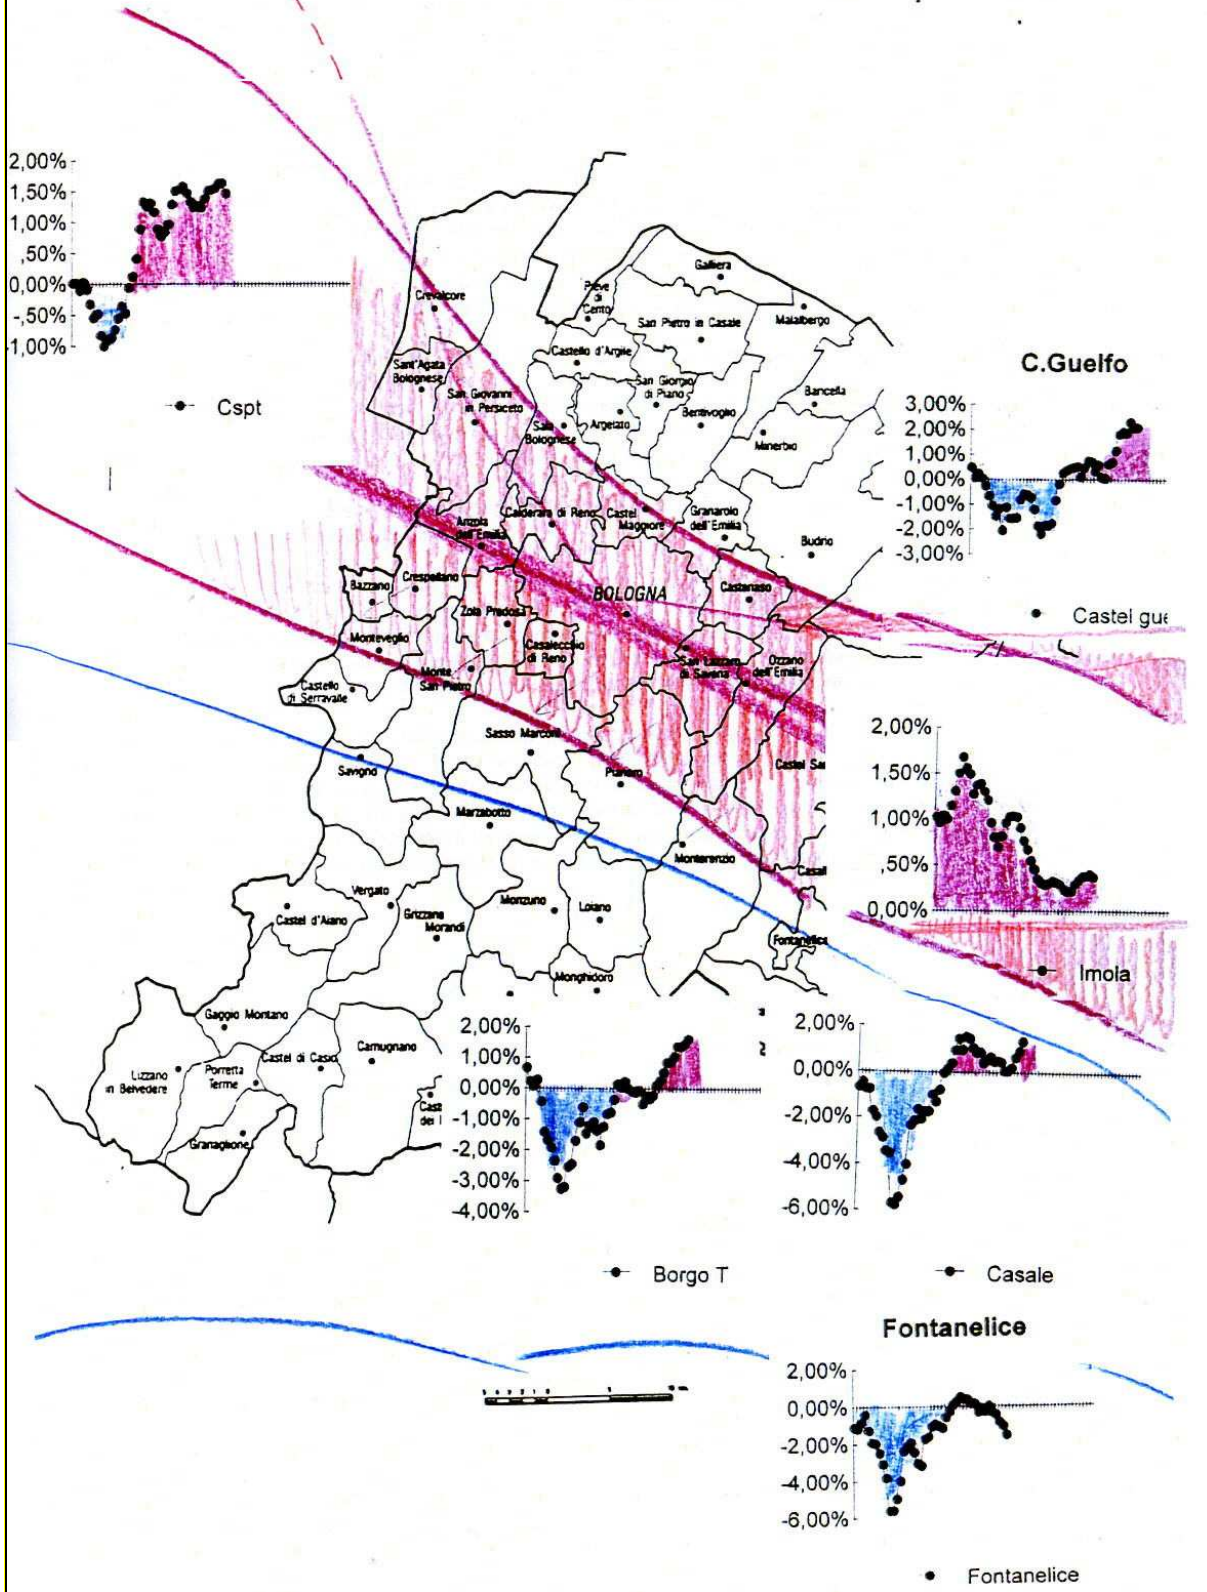 2,00%
1,50%
1,00%
,50%
0,00%
-,50%
1,00%
Cspt
Galliera
Pieve
di
Cento
Crevalcore
San Pietro in Casale
Malalbergo
Castello d'Argile
Sant'Agata
Bolognese
San Giovanni
in Persiceto
San Giorgio
di Piano
Sala
Bolognese
Argelato
Bentivoglio
Baricella
Minerbio
C.Guelfo
3,00%
2,00%
1,00%
0,00%
-1,00%
-2,00%
-3,00%
Castel gue
Anzola
dell'Emilia
Calderara di Reno
Castel
Maggiore
Granarolo
dell'Emilia
Budrio
Bazzano
Crespellano
BOLOGNA
Castenaso
Zola Predosa
Monteveglio
Casalecchio
di Reno
Monte
San Pietro
San Lazzaro
di Savena
Ozzano
dell'Emilia
Castello
di Serravalle
Sasso Marconi
Savigno
Pianoro
Castel Sa
Marzabotto
Monterenzio
Casal
2,00%
1,50%
1,00%
,50%
0,00%
Imola
Vergato
Castel d'Aiano
Grizzana
Morandi
Monzuno
Loiano
Fontanelice
Monghidoro
Gaggio Montano
Lizzano
in Belvedere
Porretta
Terme
Castel di Casio
Camugnano
Cast
dei
Granaglione
2,00%
1,00%
0,00%
-1,00%
-2,00%
-3,00%
-4,00%
Borgo T
2,00%
0,00%
-2,00%
-4,00%
-6,00%
Casale
Fontanelice
2,00%
0,00%
-2,00%
-4,00%
-6,00%
Fontanelice